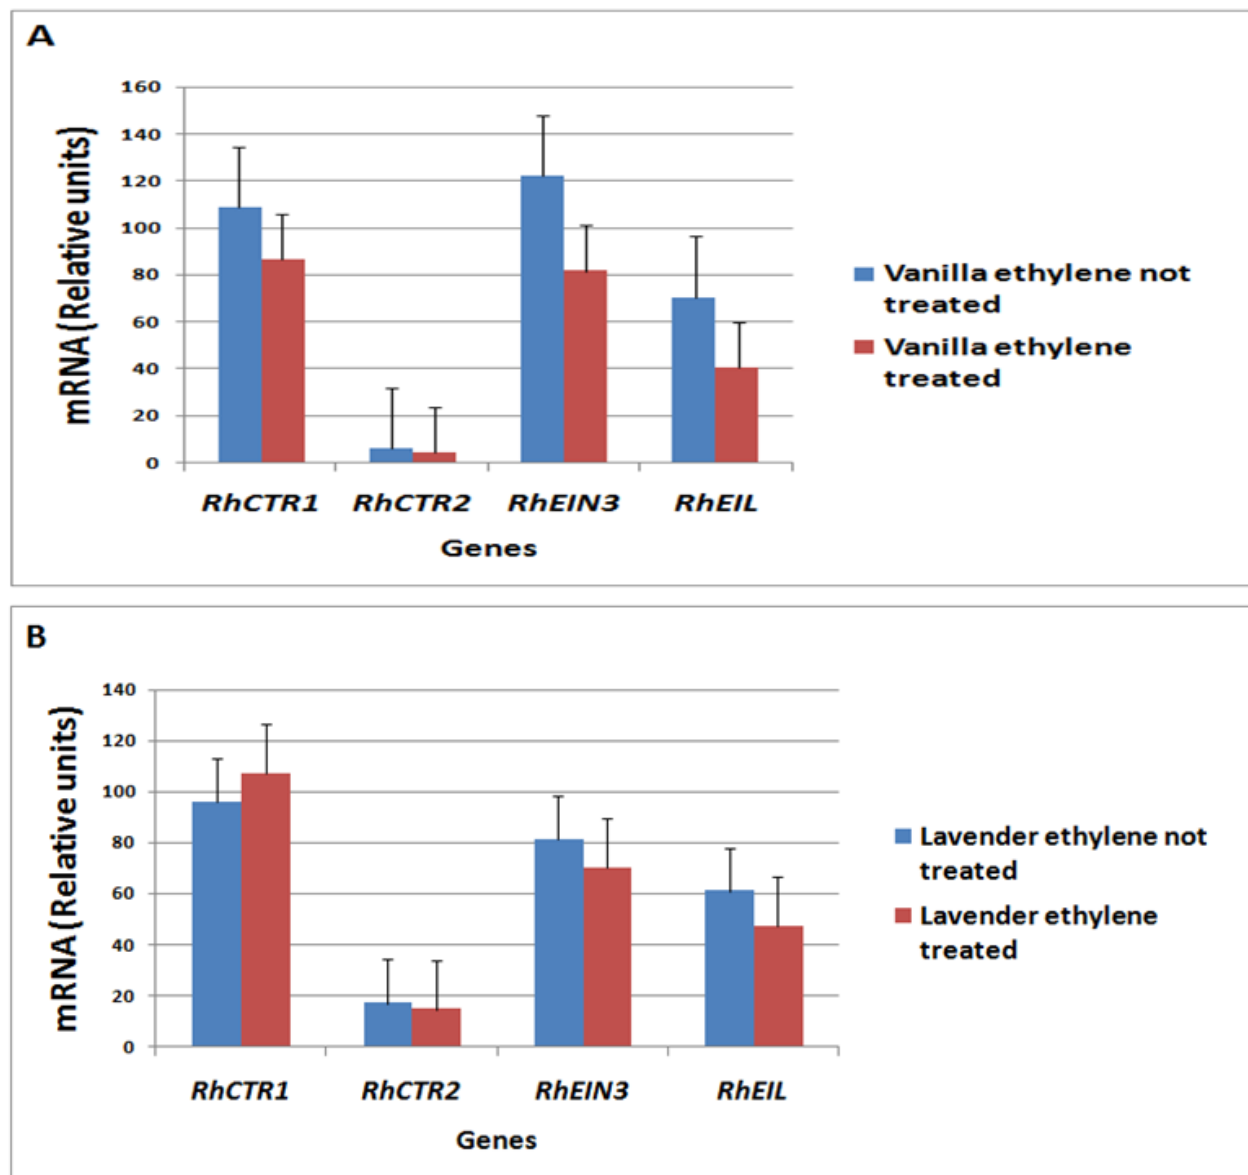 A
mRNA (Relative units)
160
140
120
100
80
60
40
20
0
RhCTR1 RhCTR2 RhEIN3 RhEIL
Genes
Vanilla ethylene not
treated
Vanilla ethylene
treated
B
mRNA (Relative units)
140
120
100
80
60
40
20
0
RhCTR1 RhCTR2 RhEIN3 RhEIL
Genes
Lavender ethylene not
treated
Lavender ethylene
treated